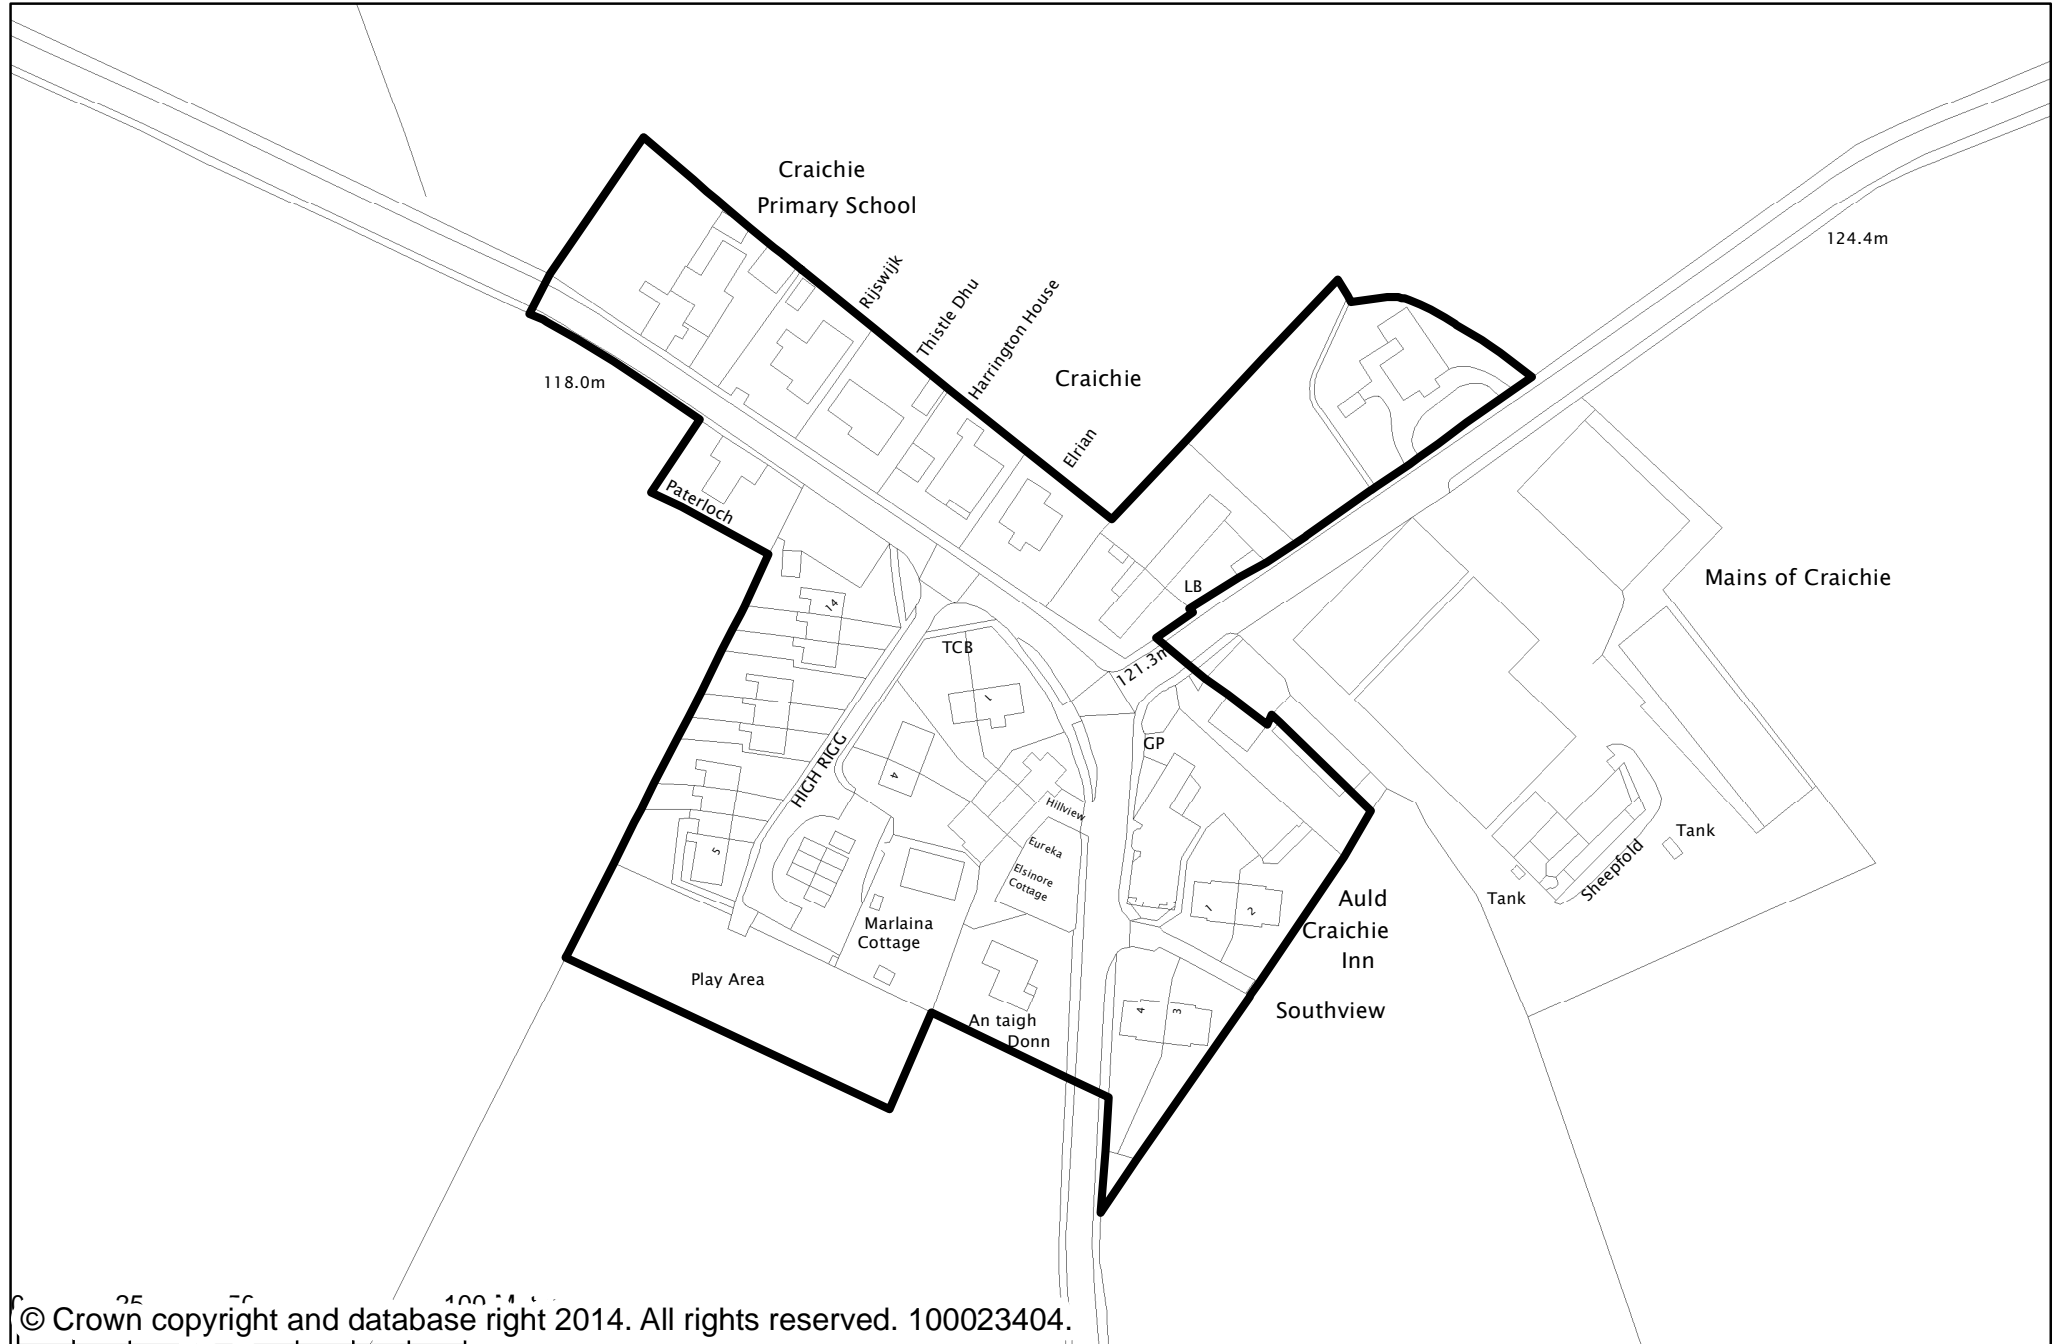 Craichie
Primary School
Rijswijk
Thistle Dhu
Harrington House
Elrian
Craichie
124.4m
118.0m
Paterloch
LB
Mains of Craichie
14
TCB
121.3m
1
GP
HIGH RIGG
4
Hillview
Eureka
Elsinore
Cottage
5
Tank
Sheepfold
Tank
Marlaina
Cottage
1
2
Auld
Craichie
Inn
Play Area
An taigh
Donn
4
3
Southview
© Crown copyright and database right 2014. All rights reserved. 100023404.